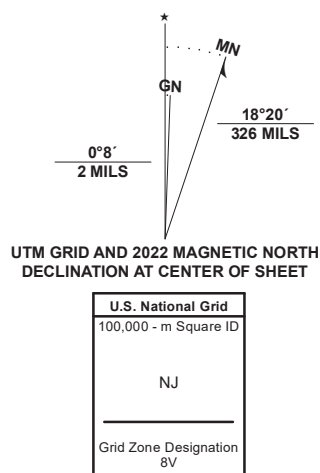 ★
MN
GN
18°20´
326 MILS
0°8´
2 MILS
UTM GRID AND 2022 MAGNETIC NORTH
DECLINATION AT CENTER OF SHEET
U.S. National Grid
100,000 - m Square ID
NJ
Grid Zone Designation
8V